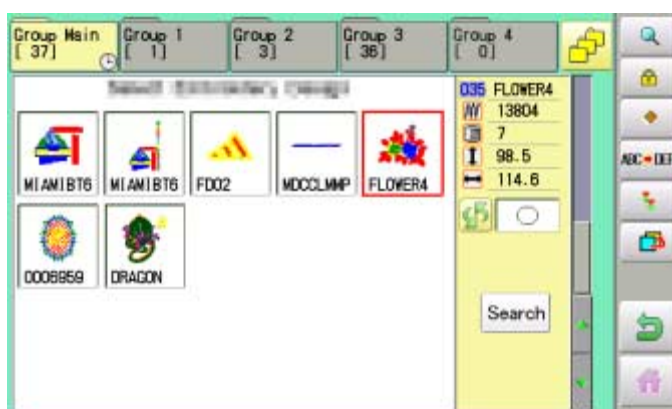 Group Main
[ 37]
Group 1
[ 1]
Group 2
[ 3]
Group 3
[ 36]
Group 4
[ 0]
035 FLOWER4
13804
7
98.5
114.6
MIAMIBT6
MIAMIBT6
FD02
MDCCLMMP
FLOWER4
0006959
DRAGON
Search